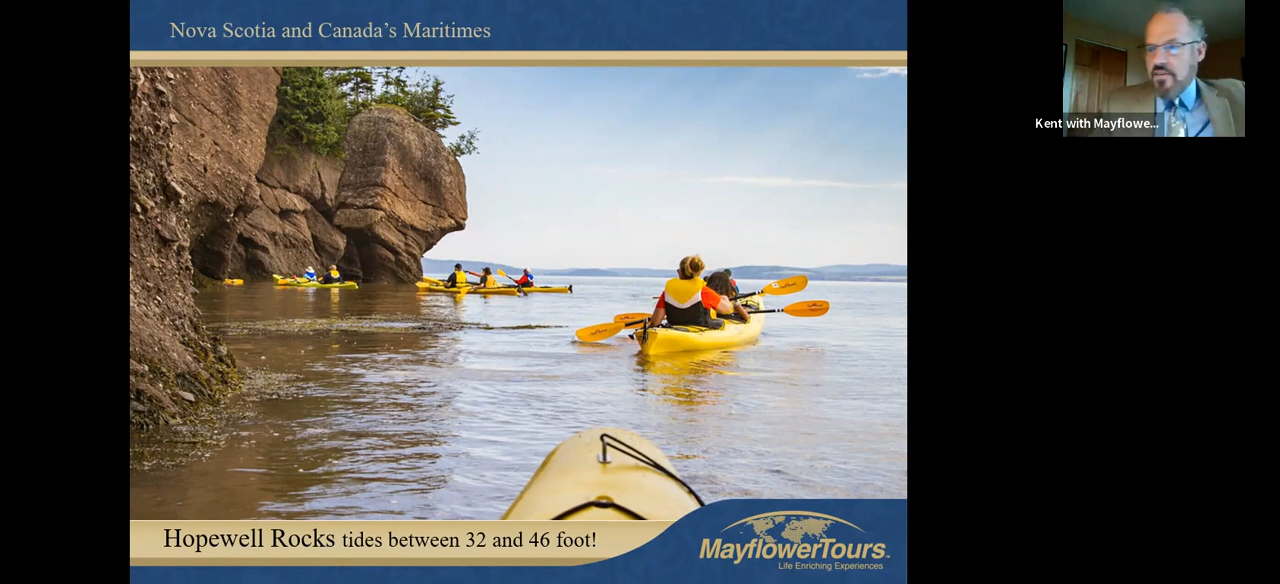 Nova Scotia and Canada’s Maritimes
Kent with Mayflowe...
Hopewell Rocks tides between 32 and 46 foot!
MayflowerTours™
Life Enriching Experiences